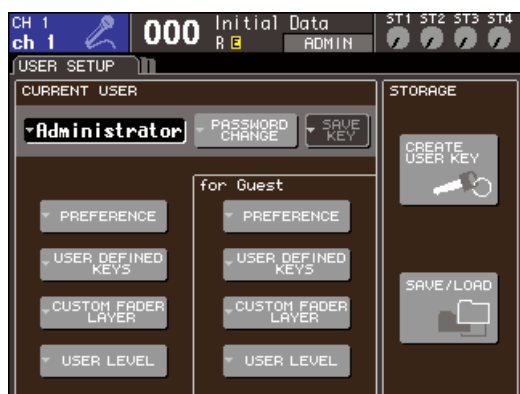 CH 1
ch 1
000
Initial Data
R E
ADMIN
ST1 ST2 ST3 ST4
USER SETUP
CURRENT USER
Administrator
PASSWORD
CHANGE
SAVE
KEY
for Guest
PREFERENCE
USER DEFINED
KEYS
CUSTOM FADER
LAYER
USER LEVEL
PREFERENCE
USER DEFINED
KEYS
CUSTOM FADER
LAYER
USER LEVEL
STORAGE
CREATE
USER KEY
SAVE/LOAD